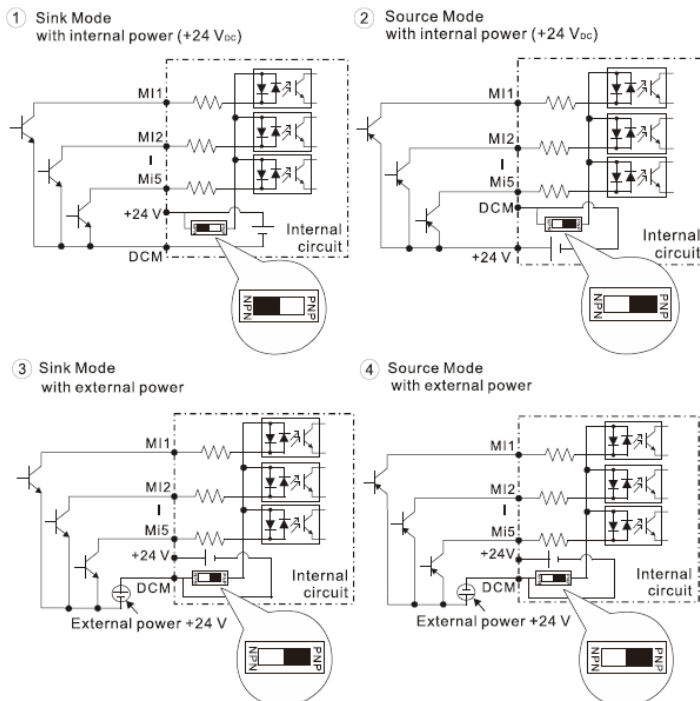 1 Sink Mode
with internal power (+24 VDC)
MI1
MI2
Mi5
+24 V
DCM
Internal
circuit
NPN
PNP
2 Source Mode
with internal power (+24 VDC)
MI1
MI2
Mi5
DCM
+24 V
Internal
circuit
NPN
PNP
3 Sink Mode
with external power
MI1
MI2
Mi5
+24 V
DCM
Internal
circuit
External power +24 V
NPN
PNP
4 Source Mode
with external power
MI1
MI2
Mi5
+24V
DCM
Internal
circuit
External power +24 V
NPN
PNP